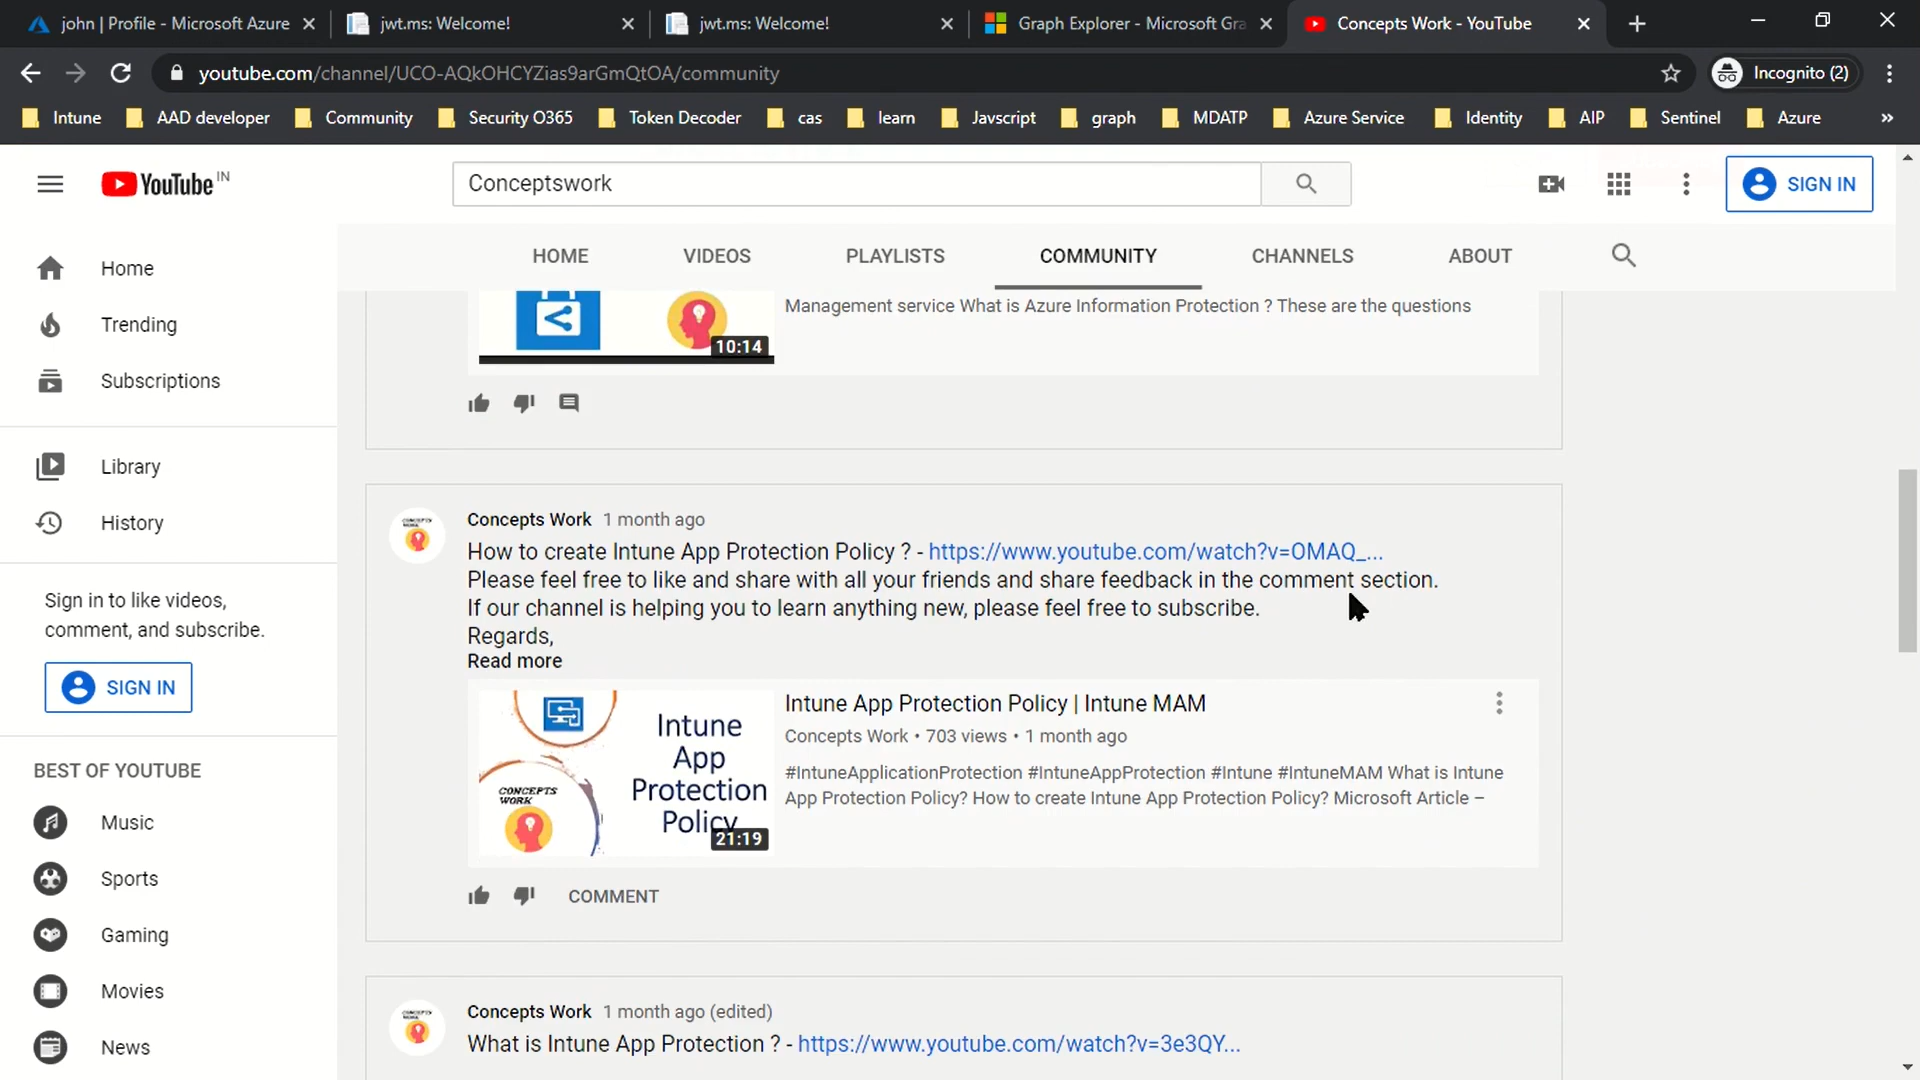 john | Profile - Microsoft Azure
jwt.ms: Welcome!
jwt.ms: Welcome!
Graph Explorer - Microsoft Gra
Concepts Work - YouTube
youtube.com/channel/UCO-AQkOHCYZias9arGmQtOA/community
Incognito (2)
Intune
AAD developer
Community
Security O365
Token Decoder
cas
learn
Javscript
graph
MDATP
Azure Service
Identity
AIP
Sentinel
Azure
»
YouTube IN
Conceptswork
SIGN IN
HOME
VIDEOS
PLAYLISTS
COMMUNITY
CHANNELS
ABOUT
Home
Trending
Subscriptions
Library
History
Sign in to like videos,
comment, and subscribe.
SIGN IN
BEST OF YOUTUBE
Music
Sports
Gaming
Movies
News
10:14
Management service What is Azure Information Protection ? These are the questions
CONCEPTS
WORK
Concepts Work 1 month ago
How to create Intune App Protection Policy ? - https://www.youtube.com/watch?v=OMAQ_...
Please feel free to like and share with all your friends and share feedback in the comment section.
If our channel is helping you to learn anything new, please feel free to subscribe.
Regards,
Read more
CONCEPTS
WORK
Intune
App
Protection
Policy
21:19
Intune App Protection Policy | Intune MAM
Concepts Work • 703 views • 1 month ago
#IntuneApplicationProtection #IntuneAppProtection #Intune #IntuneMAM What is Intune
App Protection Policy? How to create Intune App Protection Policy? Microsoft Article –
COMMENT
CONCEPTS
WORK
Concepts Work 1 month ago (edited)
What is Intune App Protection ? - https://www.youtube.com/watch?v=3e3QY...